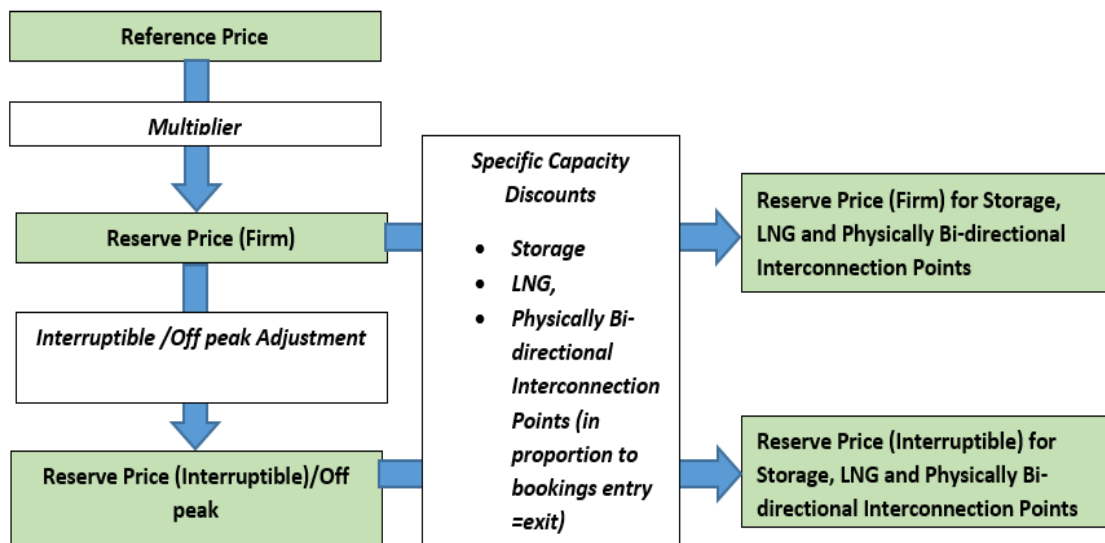 Reference Price
Multiplier
Reserve Price (Firm)
Interruptible /Off peak Adjustment
Reserve Price (Interruptible)/Off
peak
Specific Capacity
Discounts
• Storage
• LNG,
• Physically Bi-
directional
Interconnection
Points (in
proportion to
bookings entry
=exit)
Reserve Price (Firm) for Storage,
LNG and Physically Bi-directional
Interconnection Points
Reserve Price (Interruptible) for
Storage, LNG and Physically Bi-
directional Interconnection Points